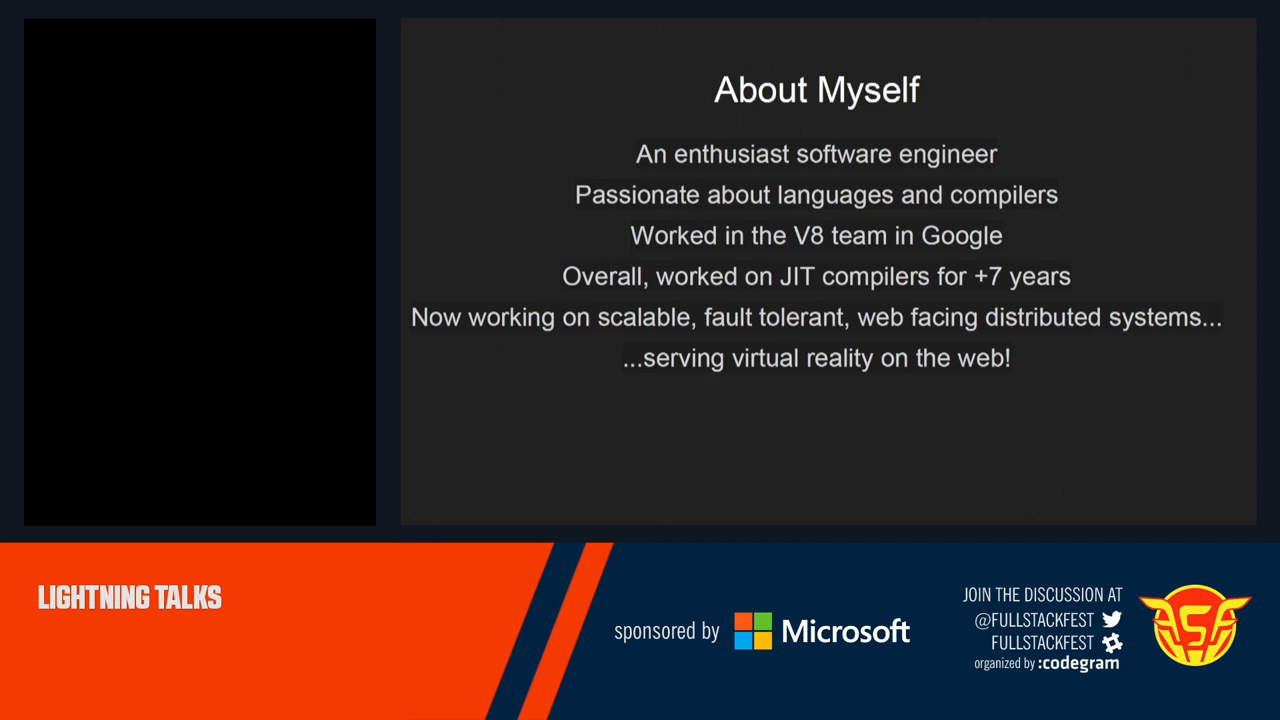 About Myself
An enthusiast software engineer
Passionate about languages and compilers
Worked in the V8 team in Google
Overall, worked on JIT compilers for +7 years
Now working on scalable, fault tolerant, web facing distributed systems...
...serving virtual reality on the web!
LIGHTNING TALKS
sponsored by Microsoft
JOIN THE DISCUSSION AT
@FULLSTACKFEST
FULLSTACKFEST
organized by :codegram
FSF